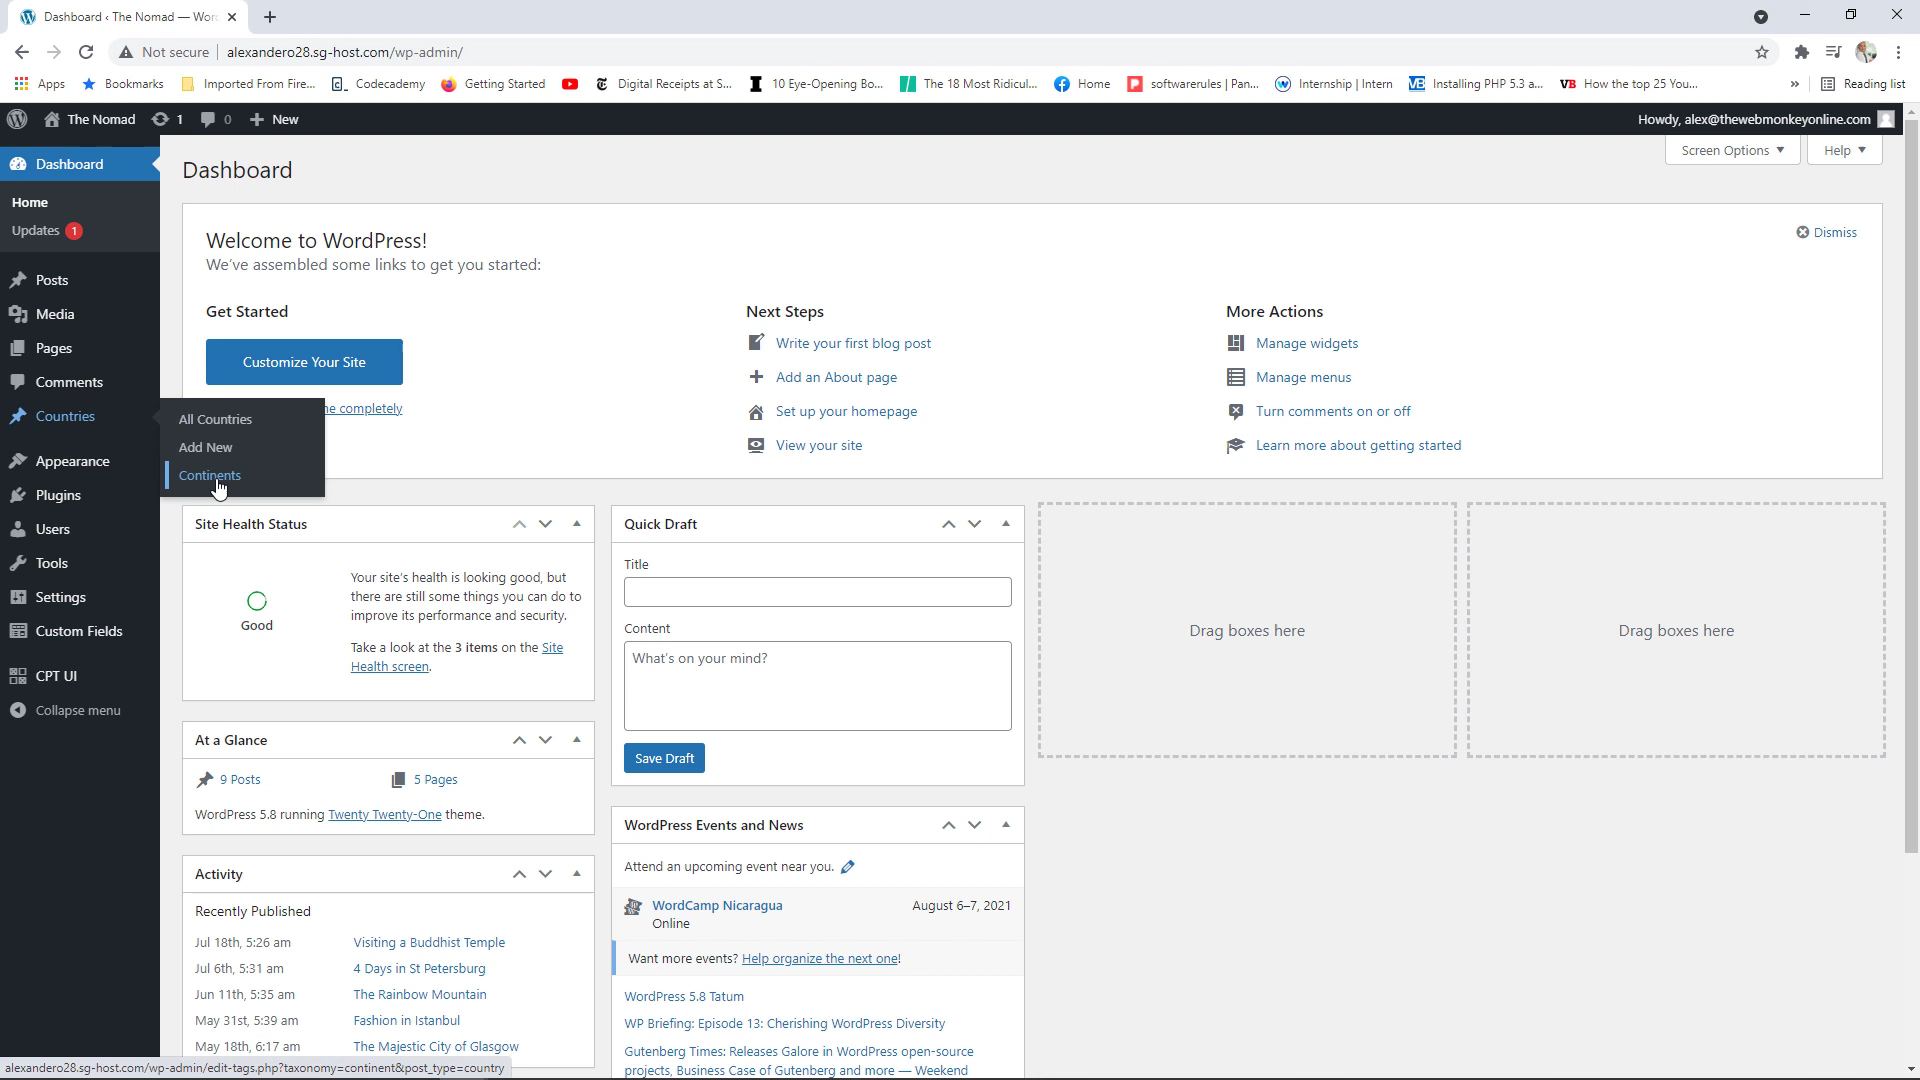 Dashboard ‹ The Nomad — Wor
Not secure
alexandero28.sg-host.com/wp-admin/
Apps
Bookmarks
Imported From Fire...
Codecademy
Getting Started
Digital Receipts at S...
10 Eye-Opening Bo...
The 18 Most Ridicul...
Home
softwarerules | Pan...
Internship | Intern
Installing PHP 5.3 a...
How the top 25 You...
»
Reading list
The Nomad
1
0
New
Howdy, alex@thewebmonkeyonline.com
Dashboard
Home
Updates 1
Posts
Media
Pages
Comments
Countries
Appearance
Plugins
Users
Tools
Settings
Custom Fields
CPT UI
Collapse menu
All Countries
Add New
Continents
Dashboard
Screen Options
Help
Welcome to WordPress!
We've assembled some links to get you started:
Dismiss
Get Started
Customize Your Site
completely
Next Steps
Write your first blog post
Add an About page
Set up your homepage
View your site
More Actions
Manage widgets
Manage menus
Turn comments on or off
Learn more about getting started
Site Health Status
Good
Your site's health is looking good, but
there are still some things you can do to
improve its performance and security.
Take a look at the 3 items on the Site
Health screen.
At a Glance
9 Posts
5 Pages
WordPress 5.8 running Twenty Twenty-One theme.
Activity
Recently Published
Jul 18th, 5:26 am Visiting a Buddhist Temple
Jul 6th, 5:31 am 4 Days in St Petersburg
Jun 11th, 5:35 am The Rainbow Mountain
May 31st, 5:39 am Fashion in Istanbul
May 18th, 6:17 am The Majestic City of Glasgow
Quick Draft
Title
Content
What's on your mind?
Save Draft
WordPress Events and News
Attend an upcoming event near you.
WordCamp Nicaragua August 6–7, 2021
Online
Want more events? Help organize the next one!
WordPress 5.8 Tatum
WP Briefing: Episode 13: Cherishing WordPress Diversity
Gutenberg Times: Releases Galore in WordPress open-source
projects, Business Case of Gutenberg and more — Weekend
Drag boxes here
Drag boxes here
alexandero28.sg-host.com/wp-admin/edit-tags.php?taxonomy=continent&post_type=country